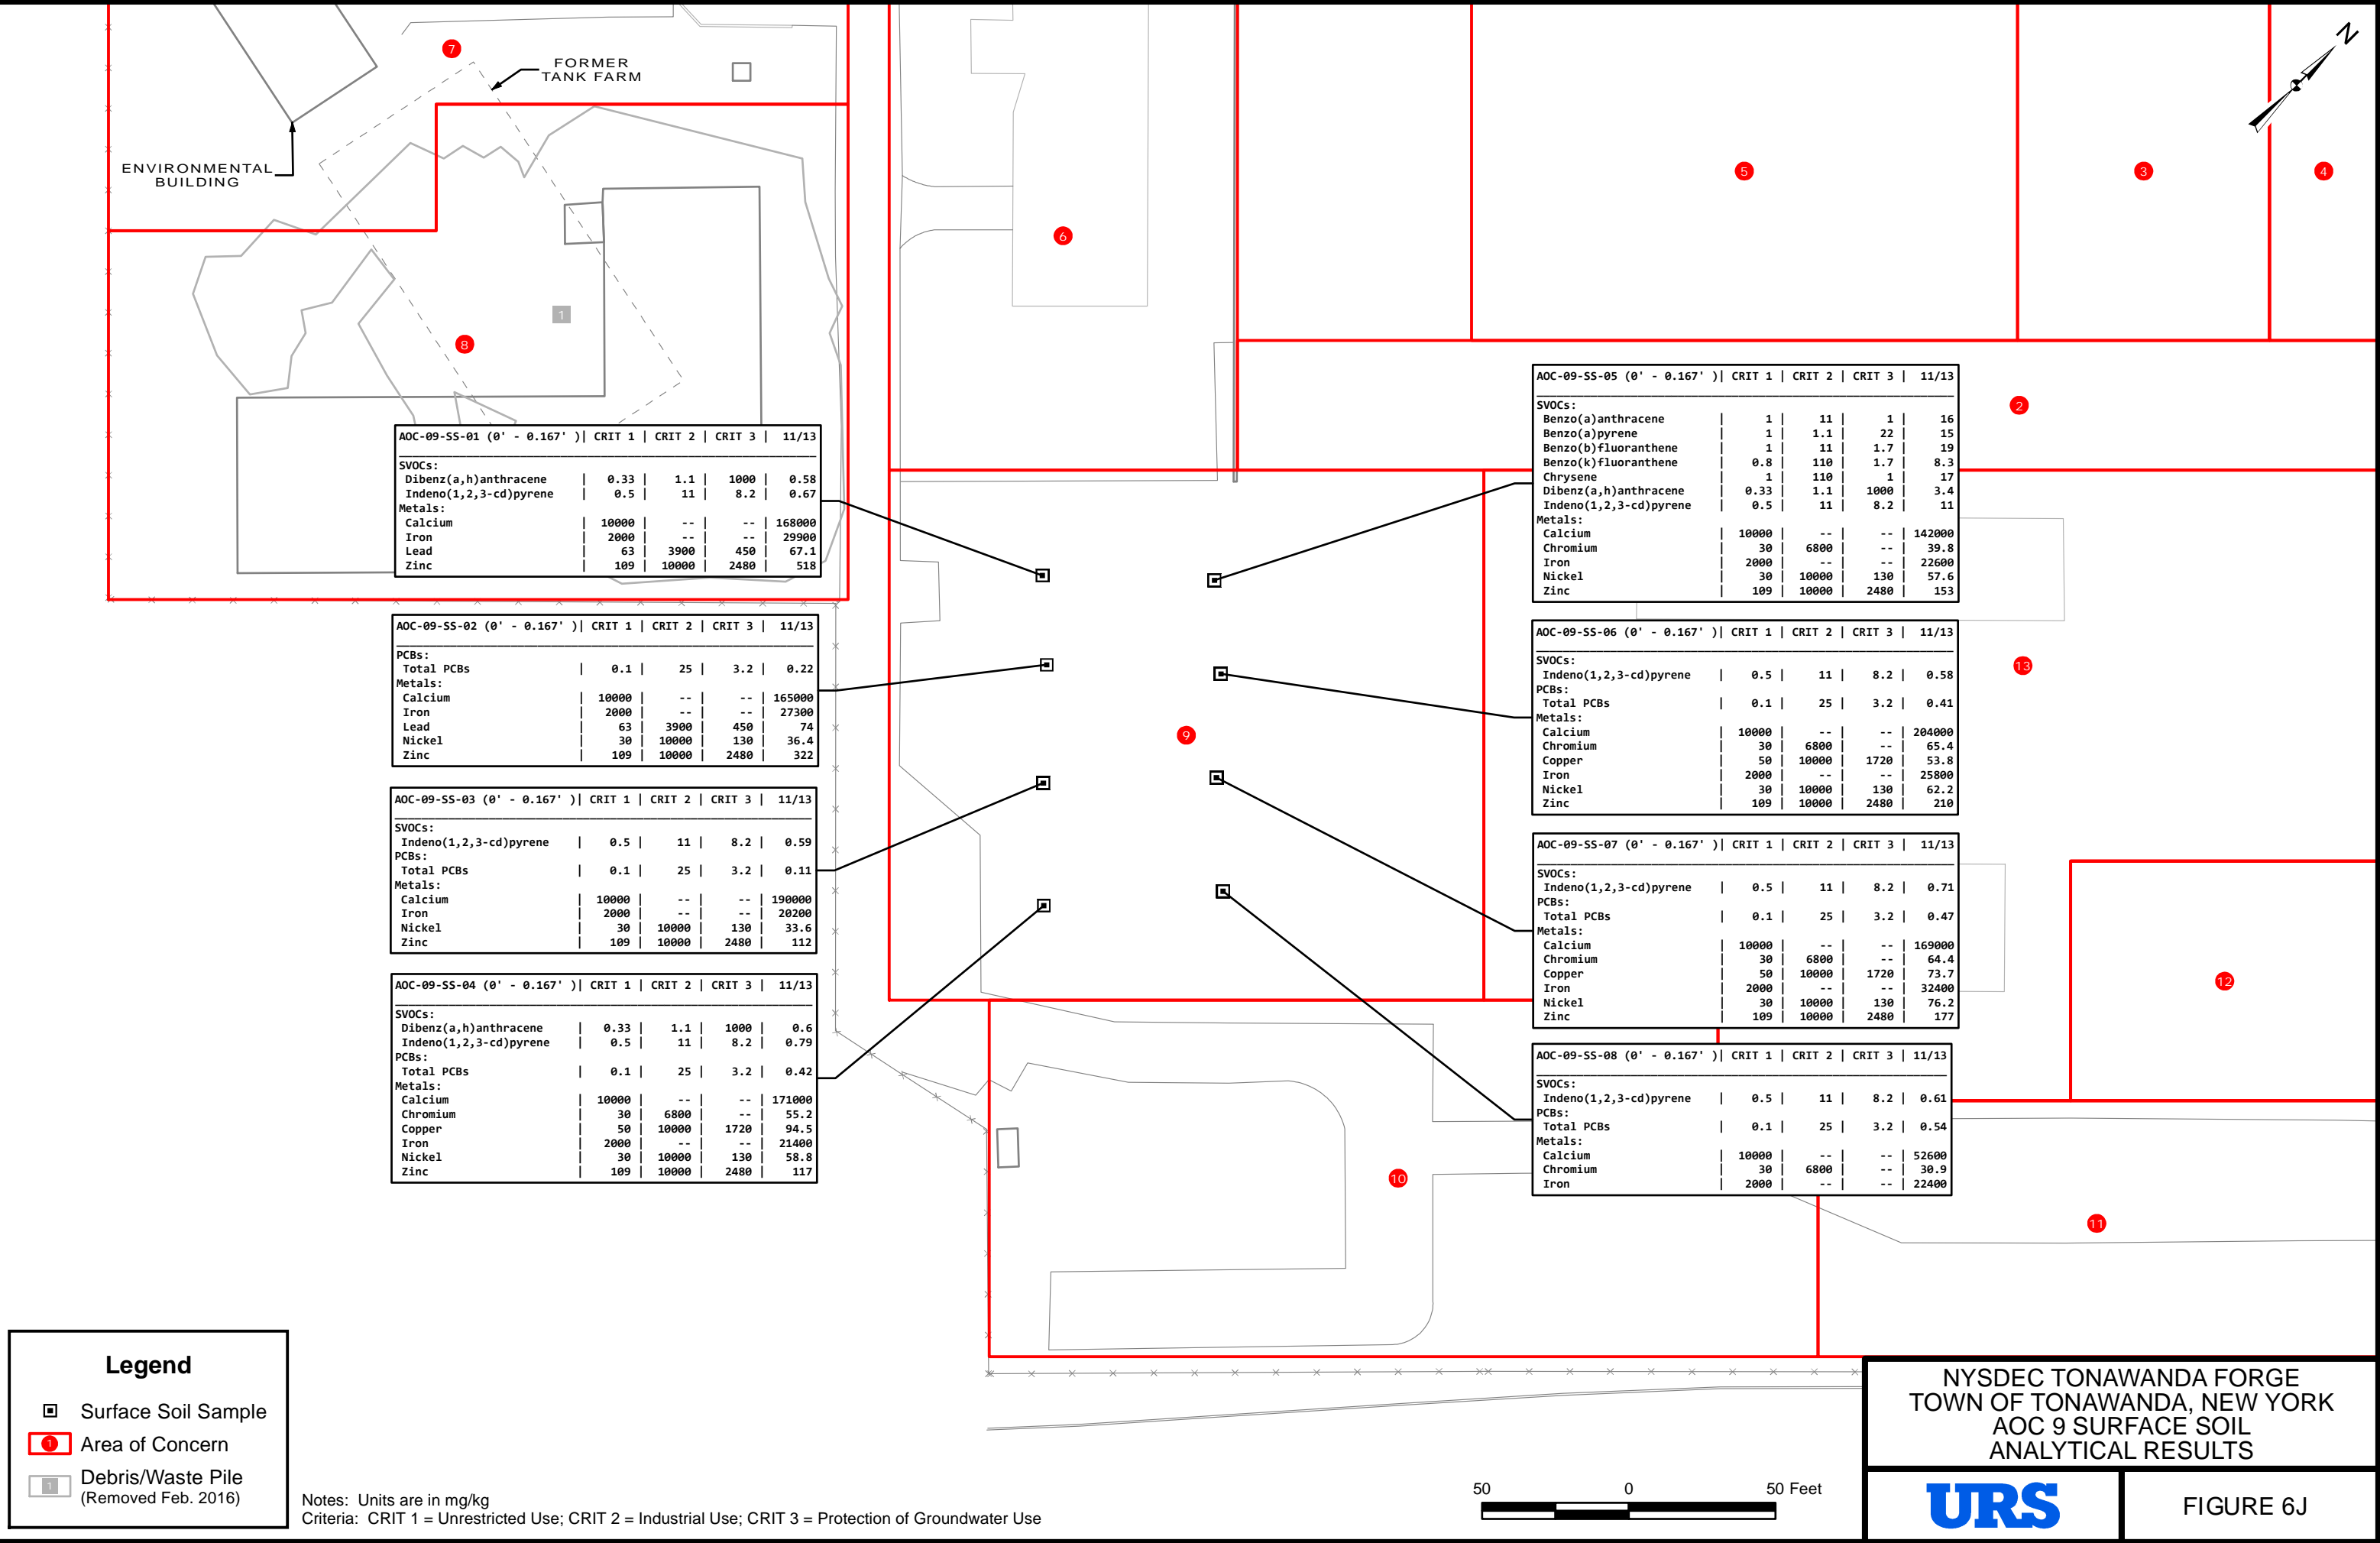 N
7
FORMER
TANK FARM
ENVIRONMENTAL
BUILDING
5
3
4
6
1
8
2
AOC-09-SS-01 (0' - 0.167' )| CRIT 1 | CRIT 2 | CRIT 3 | 11/13
SVOCs:
Dibenz(a,h)anthracene | 0.33 | 1.1 | 1000 | 0.58
Indeno(1,2,3-cd)pyrene | 0.5 | 11 | 8.2 | 0.67
Metals:
Calcium | 10000 | -- | -- | 168000
Iron | 2000 | -- | -- | 29900
Lead | 63 | 3900 | 450 | 67.1
Zinc | 109 | 10000 | 2480 | 518
AOC-09-SS-02 (0' - 0.167' )| CRIT 1 | CRIT 2 | CRIT 3 | 11/13
PCBs:
Total PCBs | 0.1 | 25 | 3.2 | 0.22
Metals:
Calcium | 10000 | -- | -- | 165000
Iron | 2000 | -- | -- | 27300
Lead | 63 | 3900 | 450 | 74
Nickel | 30 | 10000 | 130 | 36.4
Zinc | 109 | 10000 | 2480 | 322
AOC-09-SS-03 (0' - 0.167' )| CRIT 1 | CRIT 2 | CRIT 3 | 11/13
SVOCs:
Indeno(1,2,3-cd)pyrene | 0.5 | 11 | 8.2 | 0.59
PCBs:
Total PCBs | 0.1 | 25 | 3.2 | 0.11
Metals:
Calcium | 10000 | -- | -- | 190000
Iron | 2000 | -- | -- | 20200
Nickel | 30 | 10000 | 130 | 33.6
Zinc | 109 | 10000 | 2480 | 112
AOC-09-SS-04 (0' - 0.167' )| CRIT 1 | CRIT 2 | CRIT 3 | 11/13
SVOCs:
Dibenz(a,h)anthracene | 0.33 | 1.1 | 1000 | 0.6
Indeno(1,2,3-cd)pyrene | 0.5 | 11 | 8.2 | 0.79
PCBs:
Total PCBs | 0.1 | 25 | 3.2 | 0.42
Metals:
Calcium | 10000 | -- | -- | 171000
Chromium | 30 | 6800 | -- | 55.2
Copper | 50 | 10000 | 1720 | 94.5
Iron | 2000 | -- | -- | 21400
Nickel | 30 | 10000 | 130 | 58.8
Zinc | 109 | 10000 | 2480 | 117
9
AOC-09-SS-05 (0' - 0.167' )| CRIT 1 | CRIT 2 | CRIT 3 | 11/13
SVOCs:
Benzo(a)anthracene | 1 | 11 | 1 | 16
Benzo(a)pyrene | 1 | 1.1 | 22 | 15
Benzo(b)fluoranthene | 1 | 11 | 1.7 | 19
Benzo(k)fluoranthene | 0.8 | 110 | 1.7 | 8.3
Chrysene | 1 | 110 | 1 | 17
Dibenz(a,h)anthracene | 0.33 | 1.1 | 1000 | 3.4
Indeno(1,2,3-cd)pyrene | 0.5 | 11 | 8.2 | 11
Metals:
Calcium | 10000 | -- | -- | 142000
Chromium | 30 | 6800 | -- | 39.8
Iron | 2000 | -- | -- | 22600
Nickel | 30 | 10000 | 130 | 57.6
Zinc | 109 | 10000 | 2480 | 153
AOC-09-SS-06 (0' - 0.167' )| CRIT 1 | CRIT 2 | CRIT 3 | 11/13
SVOCs:
Indeno(1,2,3-cd)pyrene | 0.5 | 11 | 8.2 | 0.58
PCBs:
Total PCBs | 0.1 | 25 | 3.2 | 0.41
Metals:
Calcium | 10000 | -- | -- | 204000
Chromium | 30 | 6800 | -- | 65.4
Copper | 50 | 10000 | 1720 | 53.8
Iron | 2000 | -- | -- | 25800
Nickel | 30 | 10000 | 130 | 62.2
Zinc | 109 | 10000 | 2480 | 210
13
AOC-09-SS-07 (0' - 0.167' )| CRIT 1 | CRIT 2 | CRIT 3 | 11/13
SVOCs:
Indeno(1,2,3-cd)pyrene | 0.5 | 11 | 8.2 | 0.71
PCBs:
Total PCBs | 0.1 | 25 | 3.2 | 0.47
Metals:
Calcium | 10000 | -- | -- | 169000
Chromium | 30 | 6800 | -- | 64.4
Copper | 50 | 10000 | 1720 | 73.7
Iron | 2000 | -- | -- | 32400
Nickel | 30 | 10000 | 130 | 76.2
Zinc | 109 | 10000 | 2480 | 177
12
AOC-09-SS-08 (0' - 0.167' )| CRIT 1 | CRIT 2 | CRIT 3 | 11/13
SVOCs:
Indeno(1,2,3-cd)pyrene | 0.5 | 11 | 8.2 | 0.61
PCBs:
Total PCBs | 0.1 | 25 | 3.2 | 0.54
Metals:
Calcium | 10000 | -- | -- | 52600
Chromium | 30 | 6800 | -- | 30.9
Iron | 2000 | -- | -- | 22400
10
11
Legend
Surface Soil Sample
1 Area of Concern
1 Debris/Waste Pile
(Removed Feb. 2016)
Notes: Units are in mg/kg
Criteria: CRIT 1 = Unrestricted Use; CRIT 2 = Industrial Use; CRIT 3 = Protection of Groundwater Use
50 0 50 Feet
NYSDEC TONAWANDA FORGE
TOWN OF TONAWANDA, NEW YORK
AOC 9 SURFACE SOIL
ANALYTICAL RESULTS
URS
FIGURE 6J